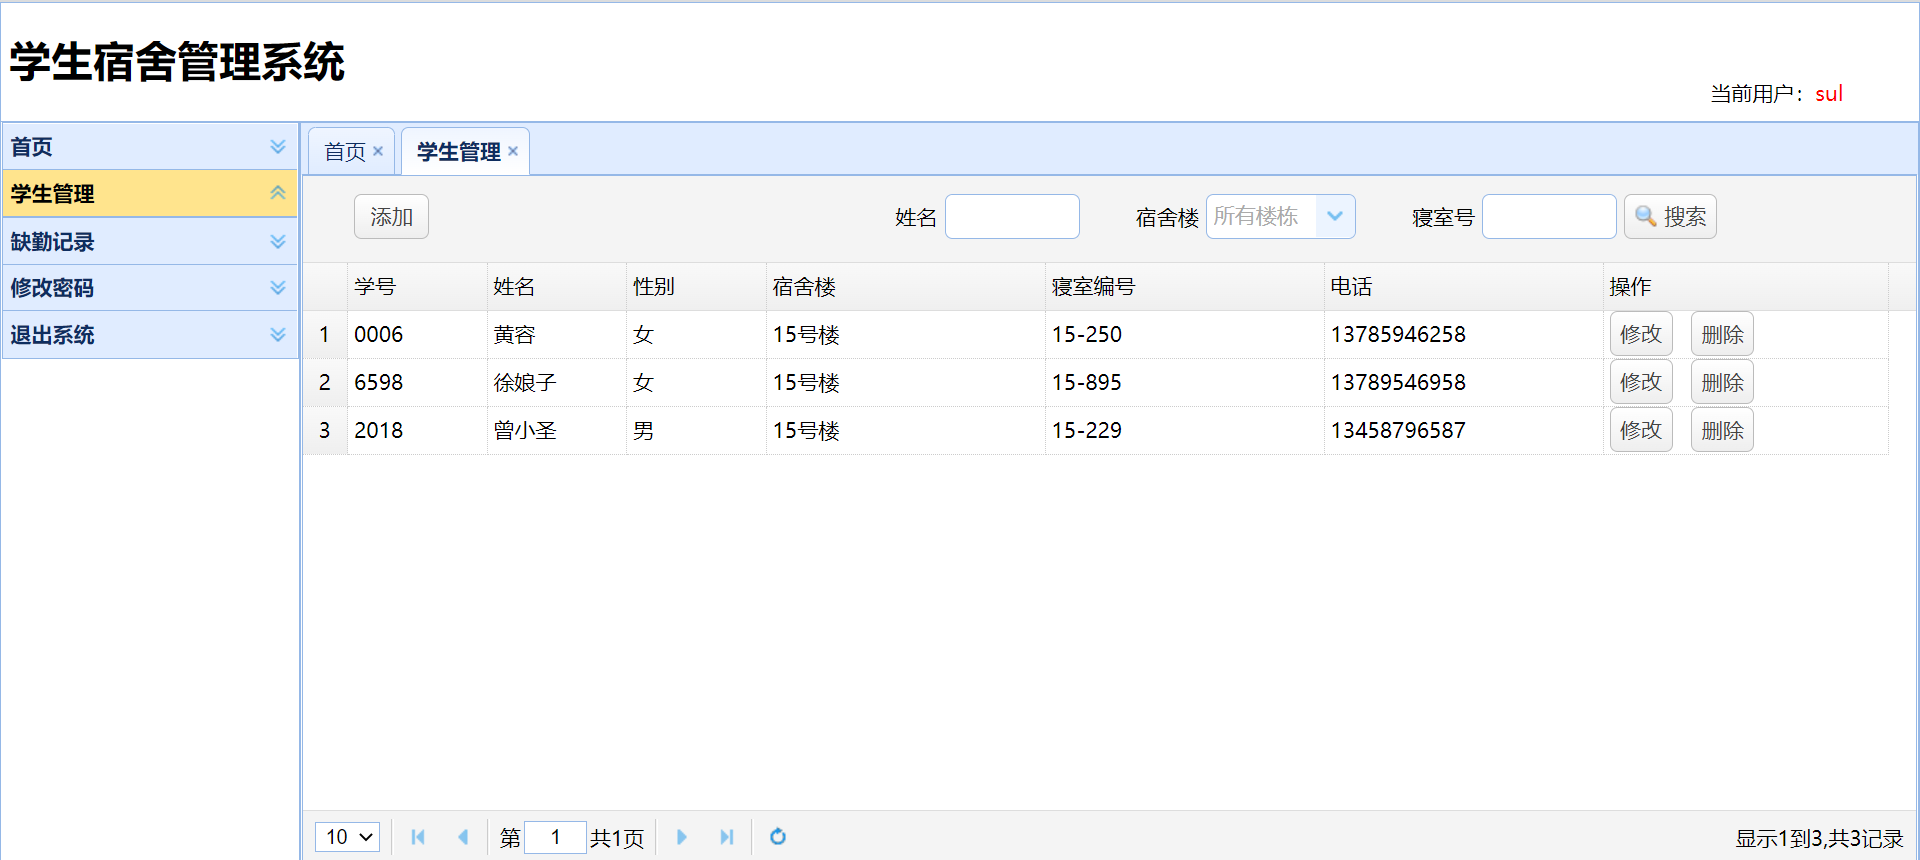 学生宿舍管理系统
当前用户：sul
首页
学生管理
缺勤记录
修改密码
退出系统
首页 × 学生管理 ×
添加 姓名 宿舍楼 所有楼栋 寝室号 搜索
学号 姓名 性别 宿舍楼 寝室编号 电话 操作
1 0006 黄容 女 15号楼 15-250 13785946258 修改 删除
2 6598 徐娘子 女 15号楼 15-895 13789546958 修改 删除
3 2018 曾小圣 男 15号楼 15-229 13458796587 修改 删除
10 第 1 共1页 显示1到3,共3记录